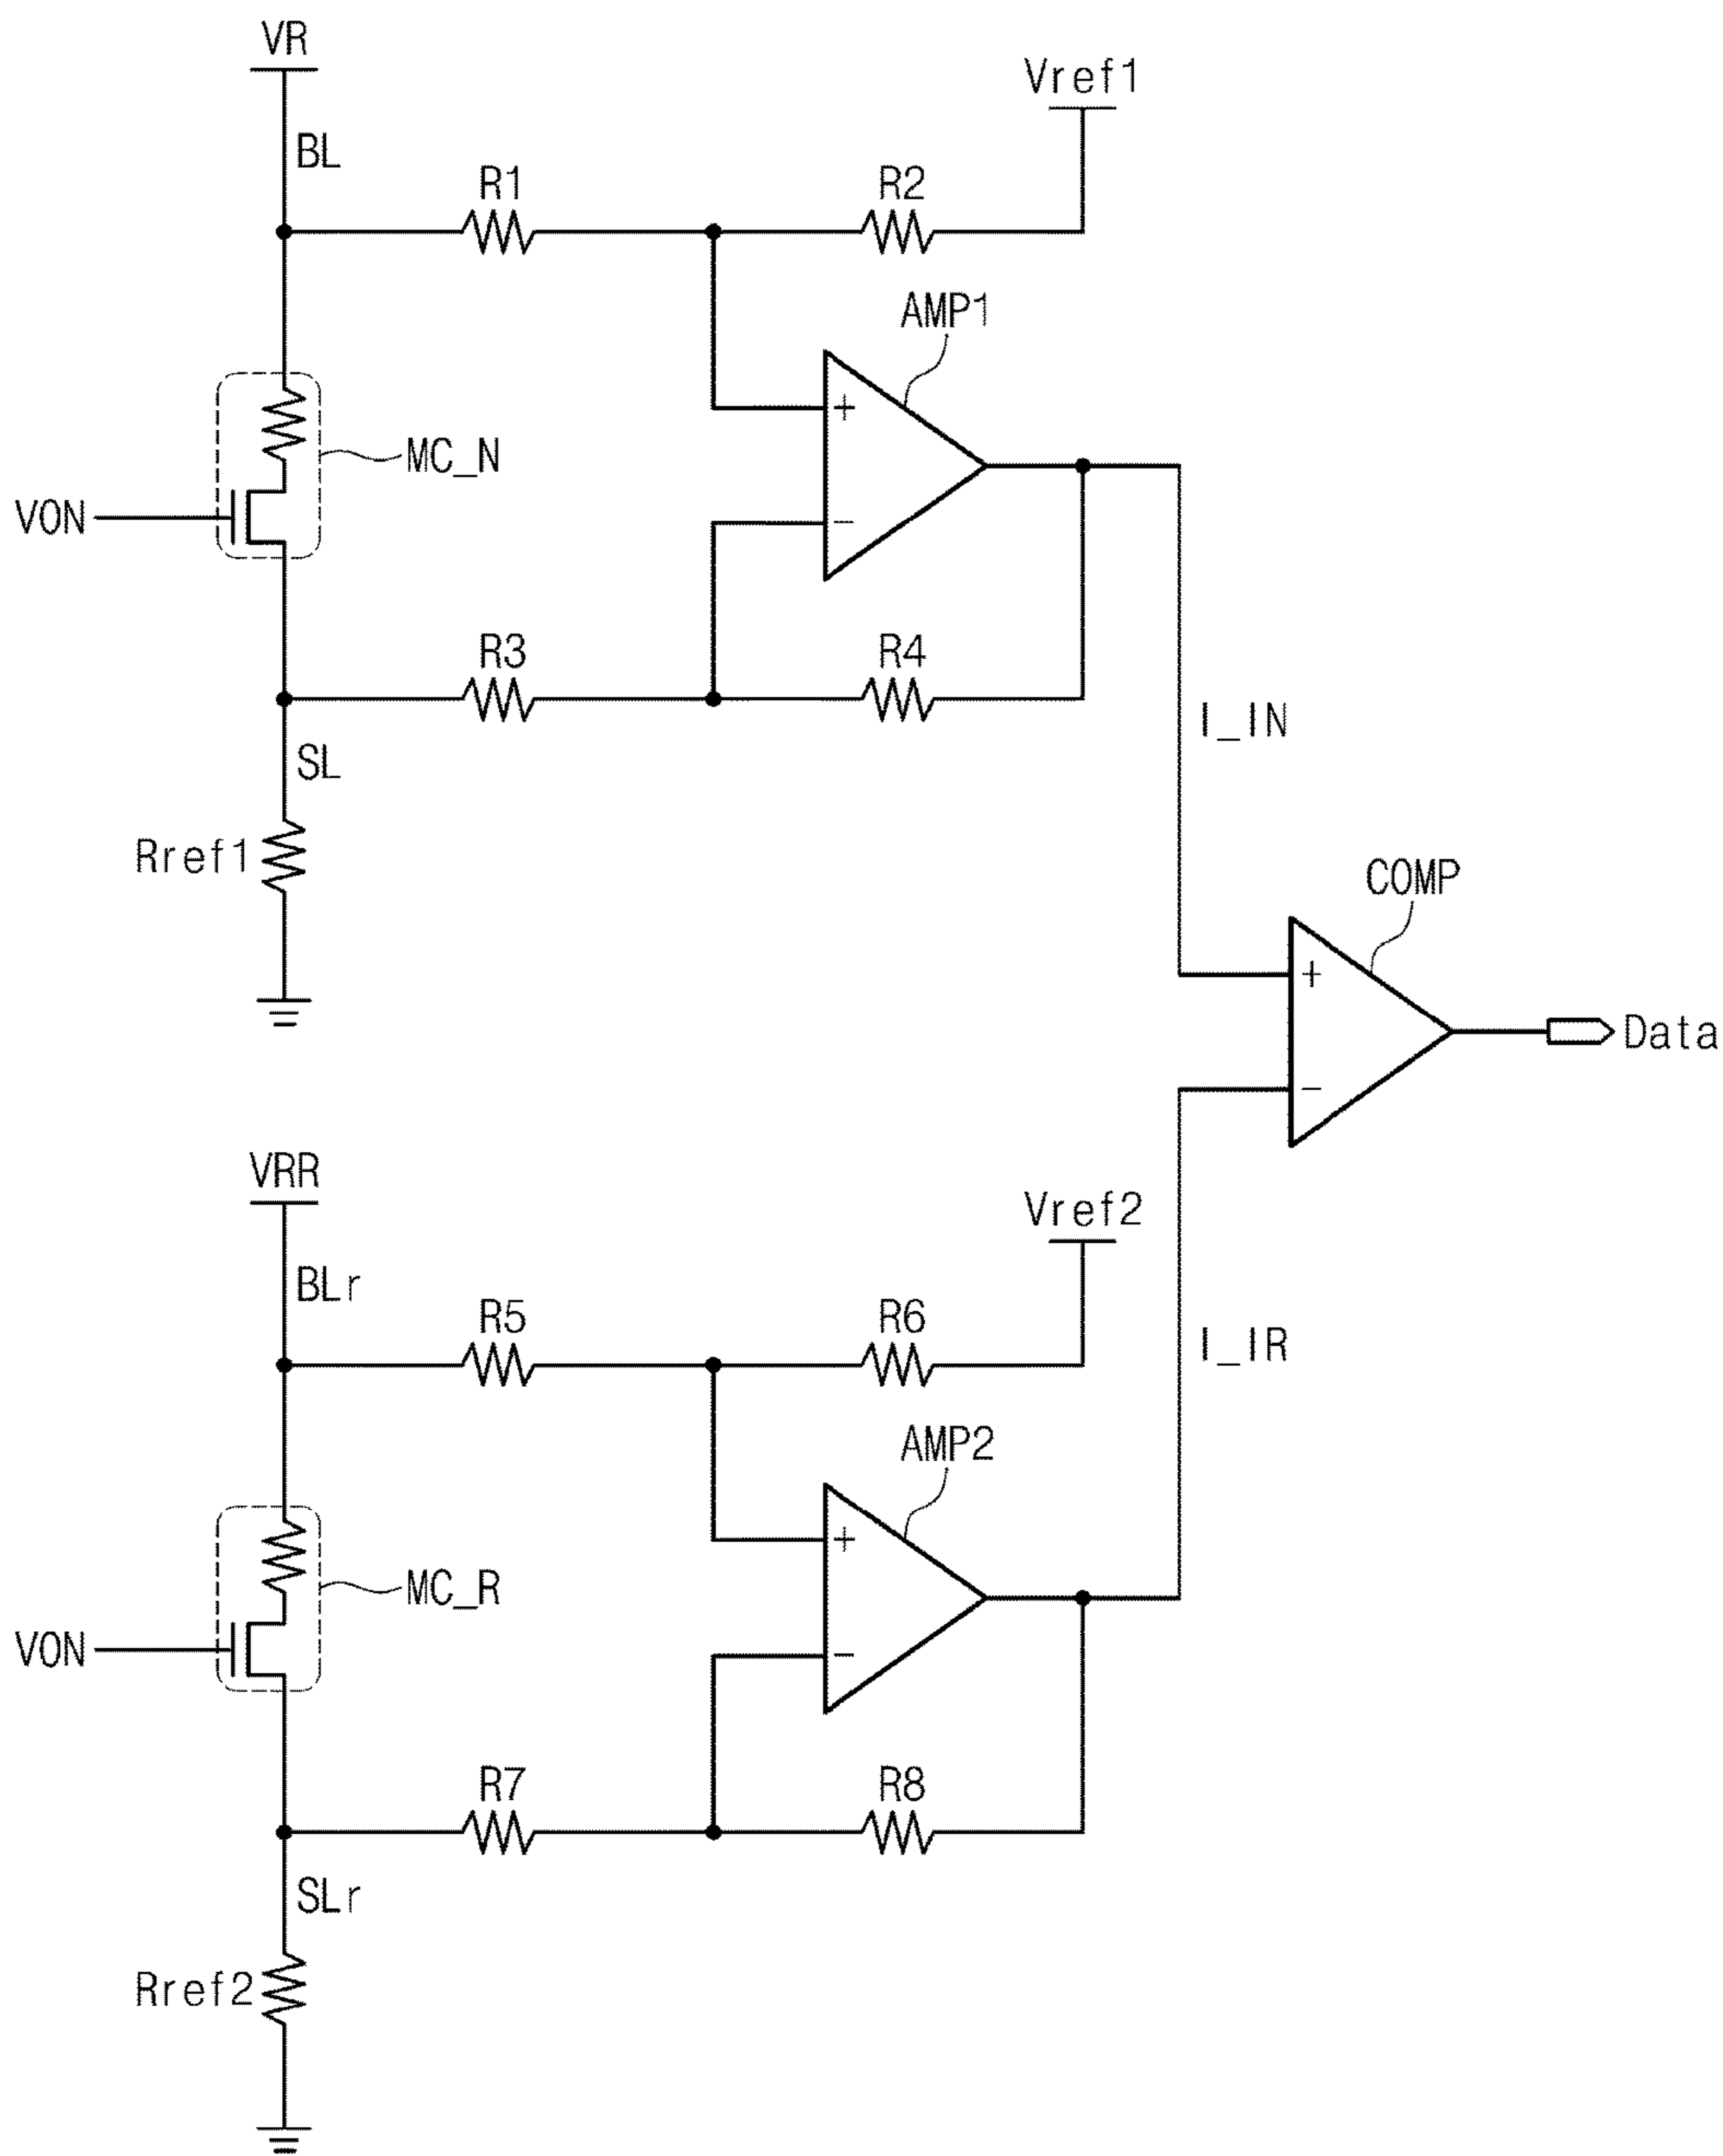 VR
Vref1
BL
R1
R2
AMP1
+
MC_N
VON
−
R3
R4
I_IN
SL
Rref1
COMP
+
Data
−
VRR
Vref2
BLr
R5
R6
I_IR
AMP2
+
MC_R
VON
−
R7
R8
SLr
Rref2